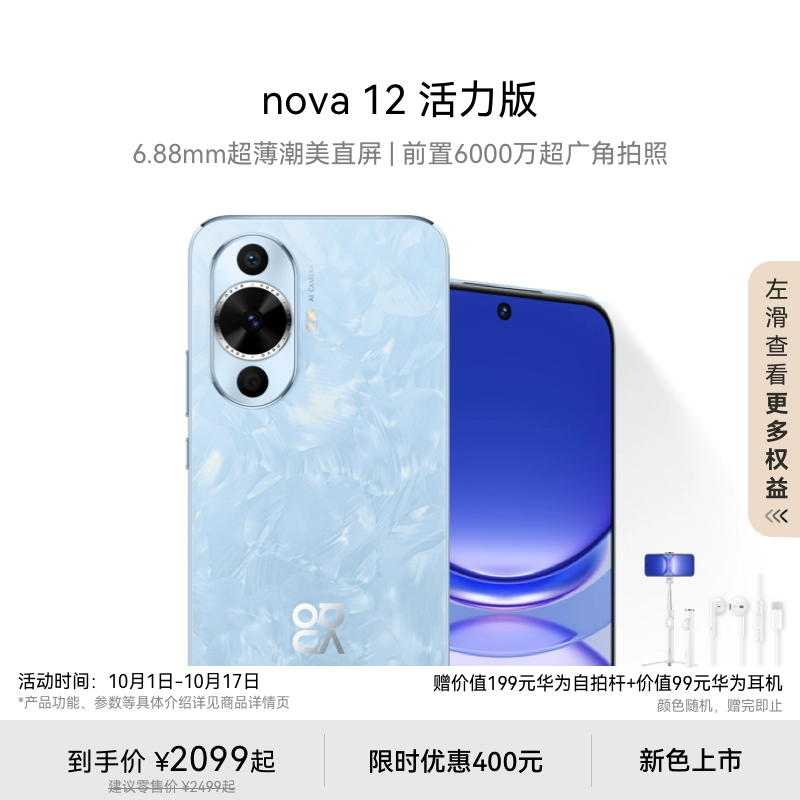 nova 12 活力版
6.88mm超薄潮美直屏 | 前置6000万超广角拍照
AI CAMERA
左滑查看更多权益
活动时间：10月1日-10月17日
赠价值199元华为自拍杆+价值99元华为耳机
*产品功能、参数等具体介绍详见商品详情页
颜色随机，赠完即止
到手价 ¥2099起
限时优惠400元
新色上市
建议零售价 ¥2499起